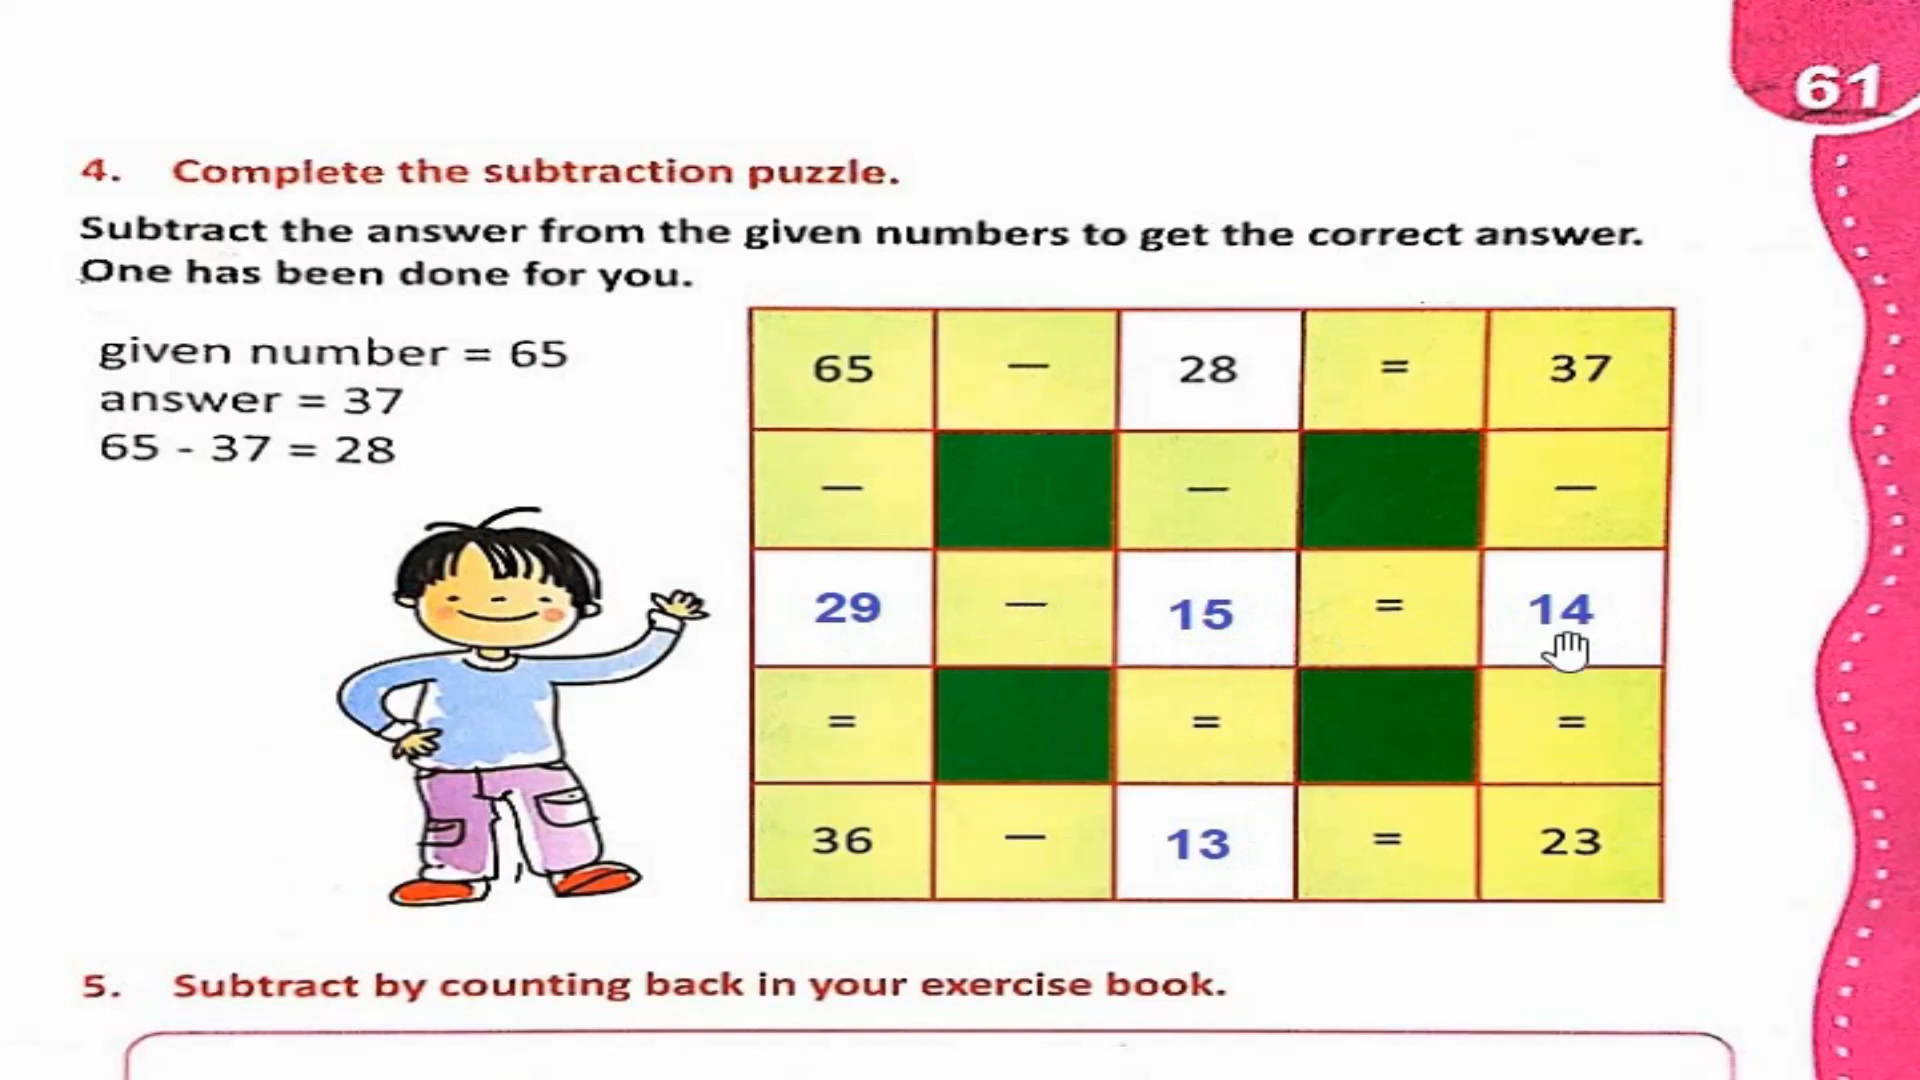 61
4. Complete the subtraction puzzle.
Subtract the answer from the given numbers to get the correct answer.
One has been done for you.
given number = 65
answer = 37
65 - 37 = 28
65 — 28 = 37
— — —
29 — 15 = 14
= = =
36 — 13 = 23
5. Subtract by counting back in your exercise book.